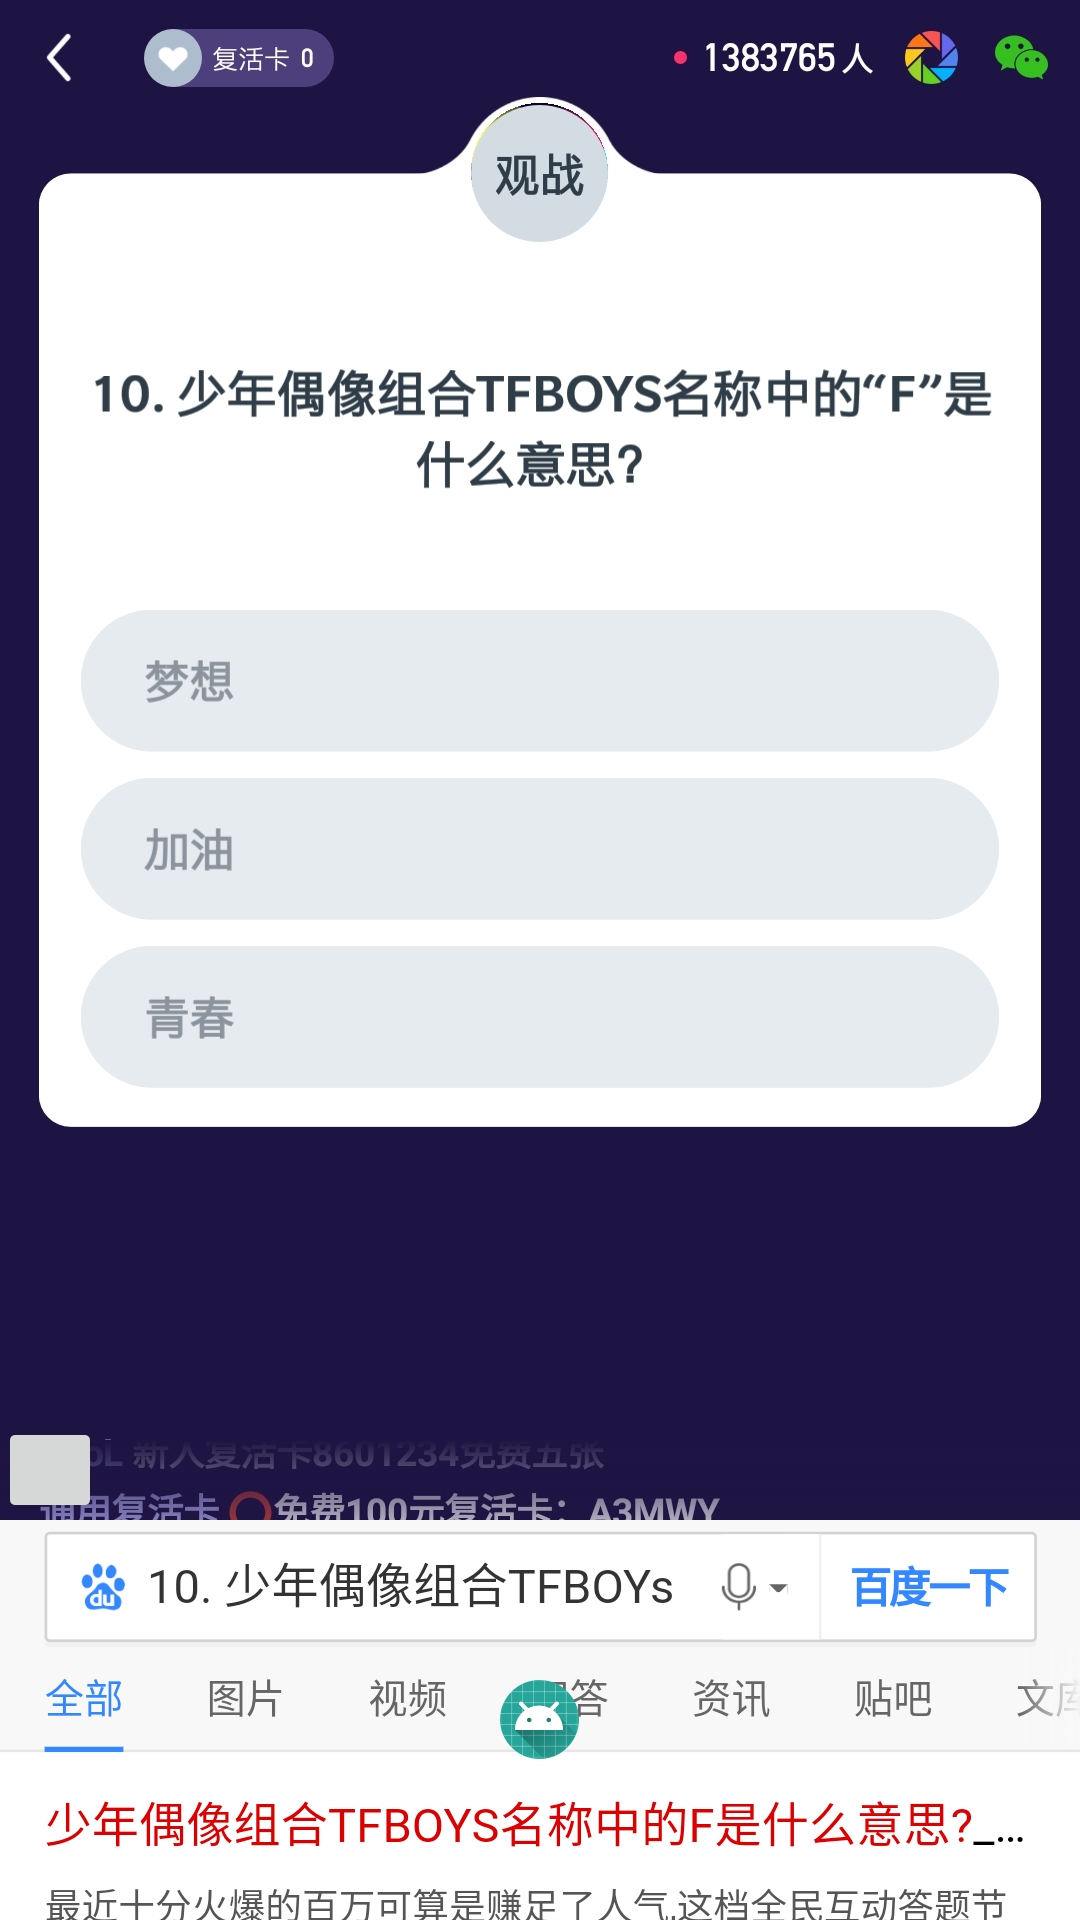 复活卡 0
1383765 人
观战
10. 少年偶像组合TFBOYS名称中的“F”是
什么意思?
梦想
加油
青春
新人复活卡8601234免费五张
通用复活卡 免费100元复活卡：A3MWY
du 10. 少年偶像组合TFBOYs 百度一下
全部 图片 视频 答 资讯 贴吧 文库
少年偶像组合TFBOYS名称中的F是什么意思?_...
最近十分火爆的百万可算是赚足了人气,这档全民互动答题节